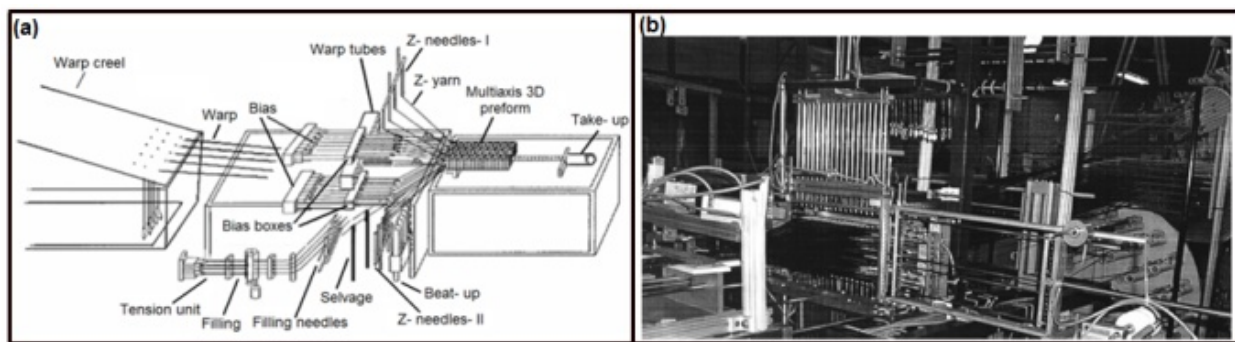 (a)
Warp creel
Warp
Bias
Bias
Warp tubes
Z- needles- I
Z- yarn
Multiaxis 3D
preform
Take- up
Bias boxes
Tension unit
Filling
Filling needles
Selvage
Beat- up
Z- needles- II
(b)